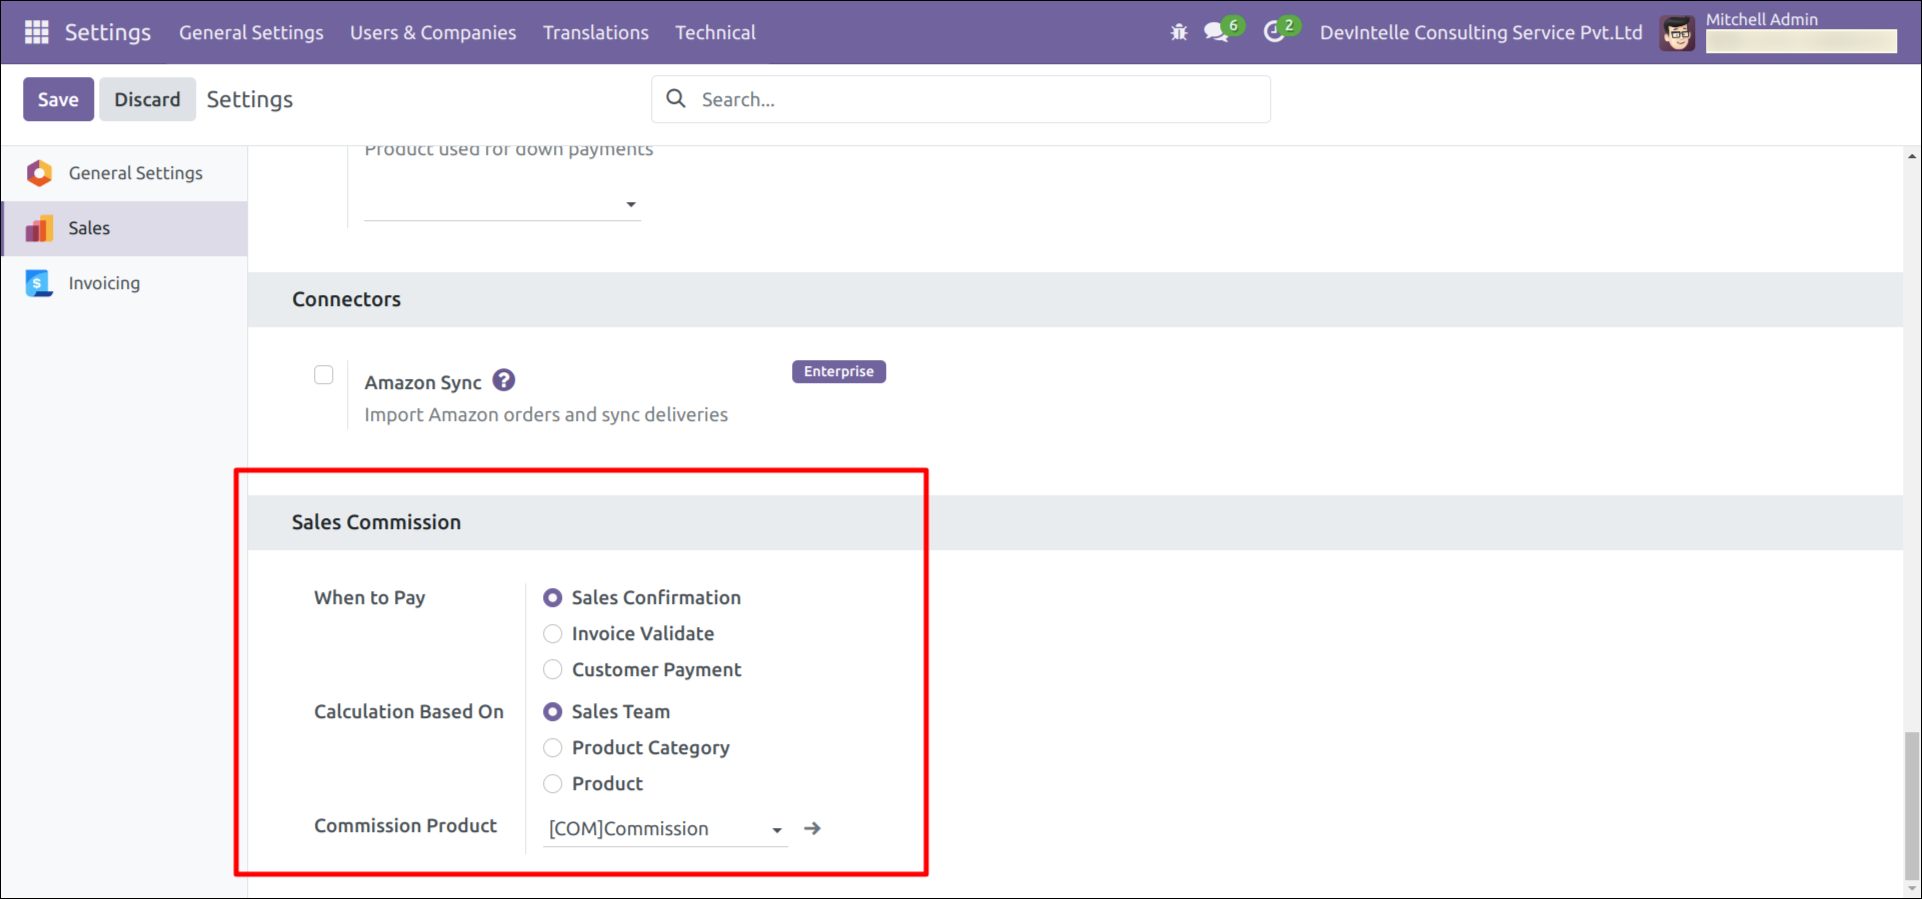 Settings General Settings Users & Companies Translations Technical 6 2 DevIntelle Consulting Service Pvt.Ltd Mitchell Admin
Save Discard Settings Search...
General Settings
Sales
Invoicing
Product used for down payments
Connectors
Amazon Sync ? Enterprise
Import Amazon orders and sync deliveries
Sales Commission
When to Pay Sales Confirmation
Invoice Validate
Customer Payment
Calculation Based On Sales Team
Product Category
Product
Commission Product [COM]Commission